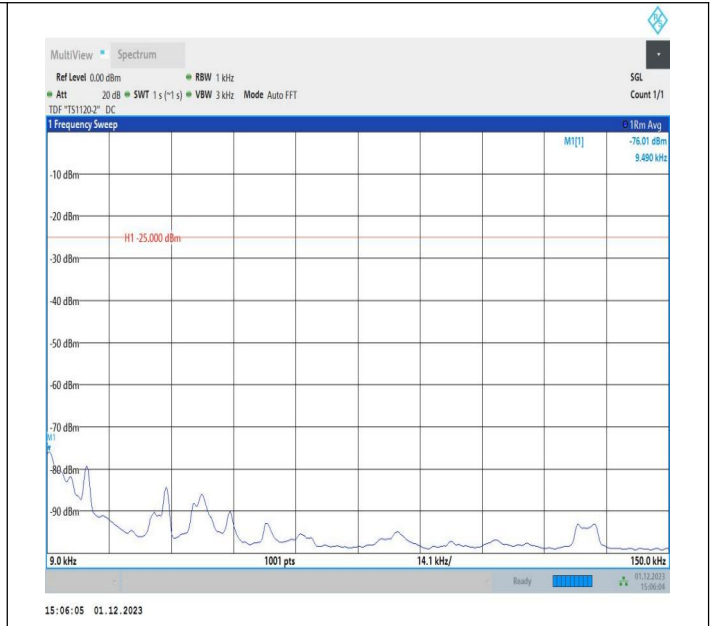 MultiView Spectrum
Ref Level 0.00 dBm RBW 1 kHz SGL
Att 20 dB SWT 1 s (~1 s) VBW 3 kHz Mode Auto FFT Count 1/1
TDF "TS1120-2" DC
1 Frequency Sweep 1Rm Avg
M1[1] -76.01 dBm
9.490 kHz
-10 dBm
-20 dBm
H1 -25.000 dBm
-30 dBm
-40 dBm
-50 dBm
-60 dBm
-70 dBm
M1
-80 dBm
-90 dBm
9.0 kHz 1001 pts 14.1 kHz/ 150.0 kHz
Ready 01.12.2023
15:06:04
15:06:05 01.12.2023